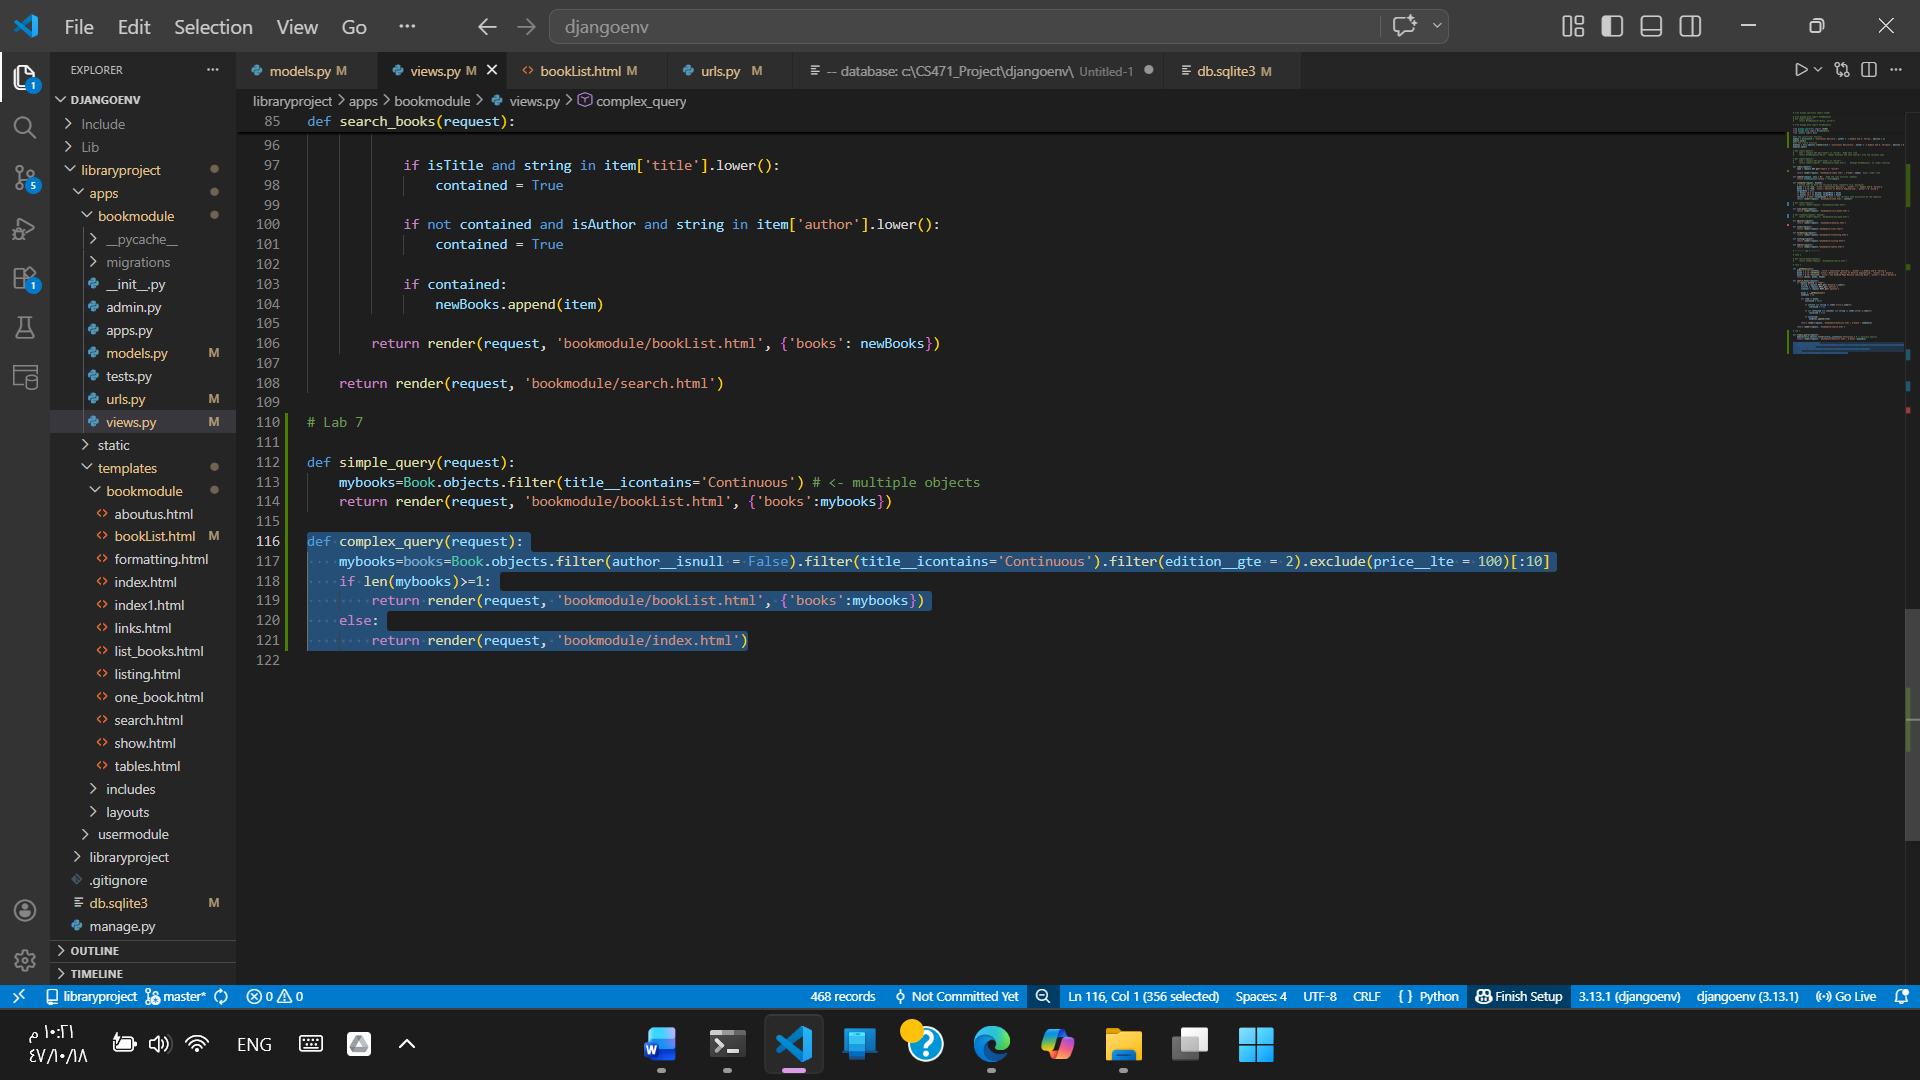 File Edit Selection View Go ···
djangoenv
EXPLORER ···
DJANGOENV
Include
Lib
libraryproject
apps
bookmodule
__pycache__
migrations
__init__.py
admin.py
apps.py
models.py M
tests.py
urls.py M
views.py M
static
templates
bookmodule
aboutus.html
bookList.html M
formatting.html
index.html
index1.html
links.html
list_books.html
listing.html
one_book.html
search.html
show.html
tables.html
includes
layouts
usermodule
libraryproject
.gitignore
db.sqlite3 M
manage.py
OUTLINE
TIMELINE
1
5
1
models.py M views.py M bookList.html M urls.py M -- database: c:\CS471_Project\djangoenv\ Untitled-1 db.sqlite3 M
libraryproject > apps > bookmodule > views.py > complex_query
85 def search_books(request):
96
97 if isTitle and string in item['title'].lower():
98 contained = True
99
100 if not contained and isAuthor and string in item['author'].lower():
101 contained = True
102
103 if contained:
104 newBooks.append(item)
105
106 return render(request, 'bookmodule/bookList.html', {'books': newBooks})
107
108 return render(request, 'bookmodule/search.html')
109
110 # Lab 7
111
112 def simple_query(request):
113 mybooks=Book.objects.filter(title__icontains='Continuous') # <- multiple objects
114 return render(request, 'bookmodule/bookList.html', {'books':mybooks})
115
116 def complex_query(request):
117 mybooks=books=Book.objects.filter(author__isnull = False).filter(title__icontains='Continuous').filter(edition__gte = 2).exclude(price__lte = 100)[:10]
118 if len(mybooks)>=1:
119 return render(request, 'bookmodule/bookList.html', {'books':mybooks})
120 else:
121 return render(request, 'bookmodule/index.html')
122
libraryproject master* 0 0 468 records Not Committed Yet Ln 116, Col 1 (356 selected) Spaces: 4 UTF-8 CRLF { } Python Finish Setup 3.13.1 (djangoenv) djangoenv (3.13.1) Go Live
١٠:٢١ م
٤٧/١٠/١٨
ENG